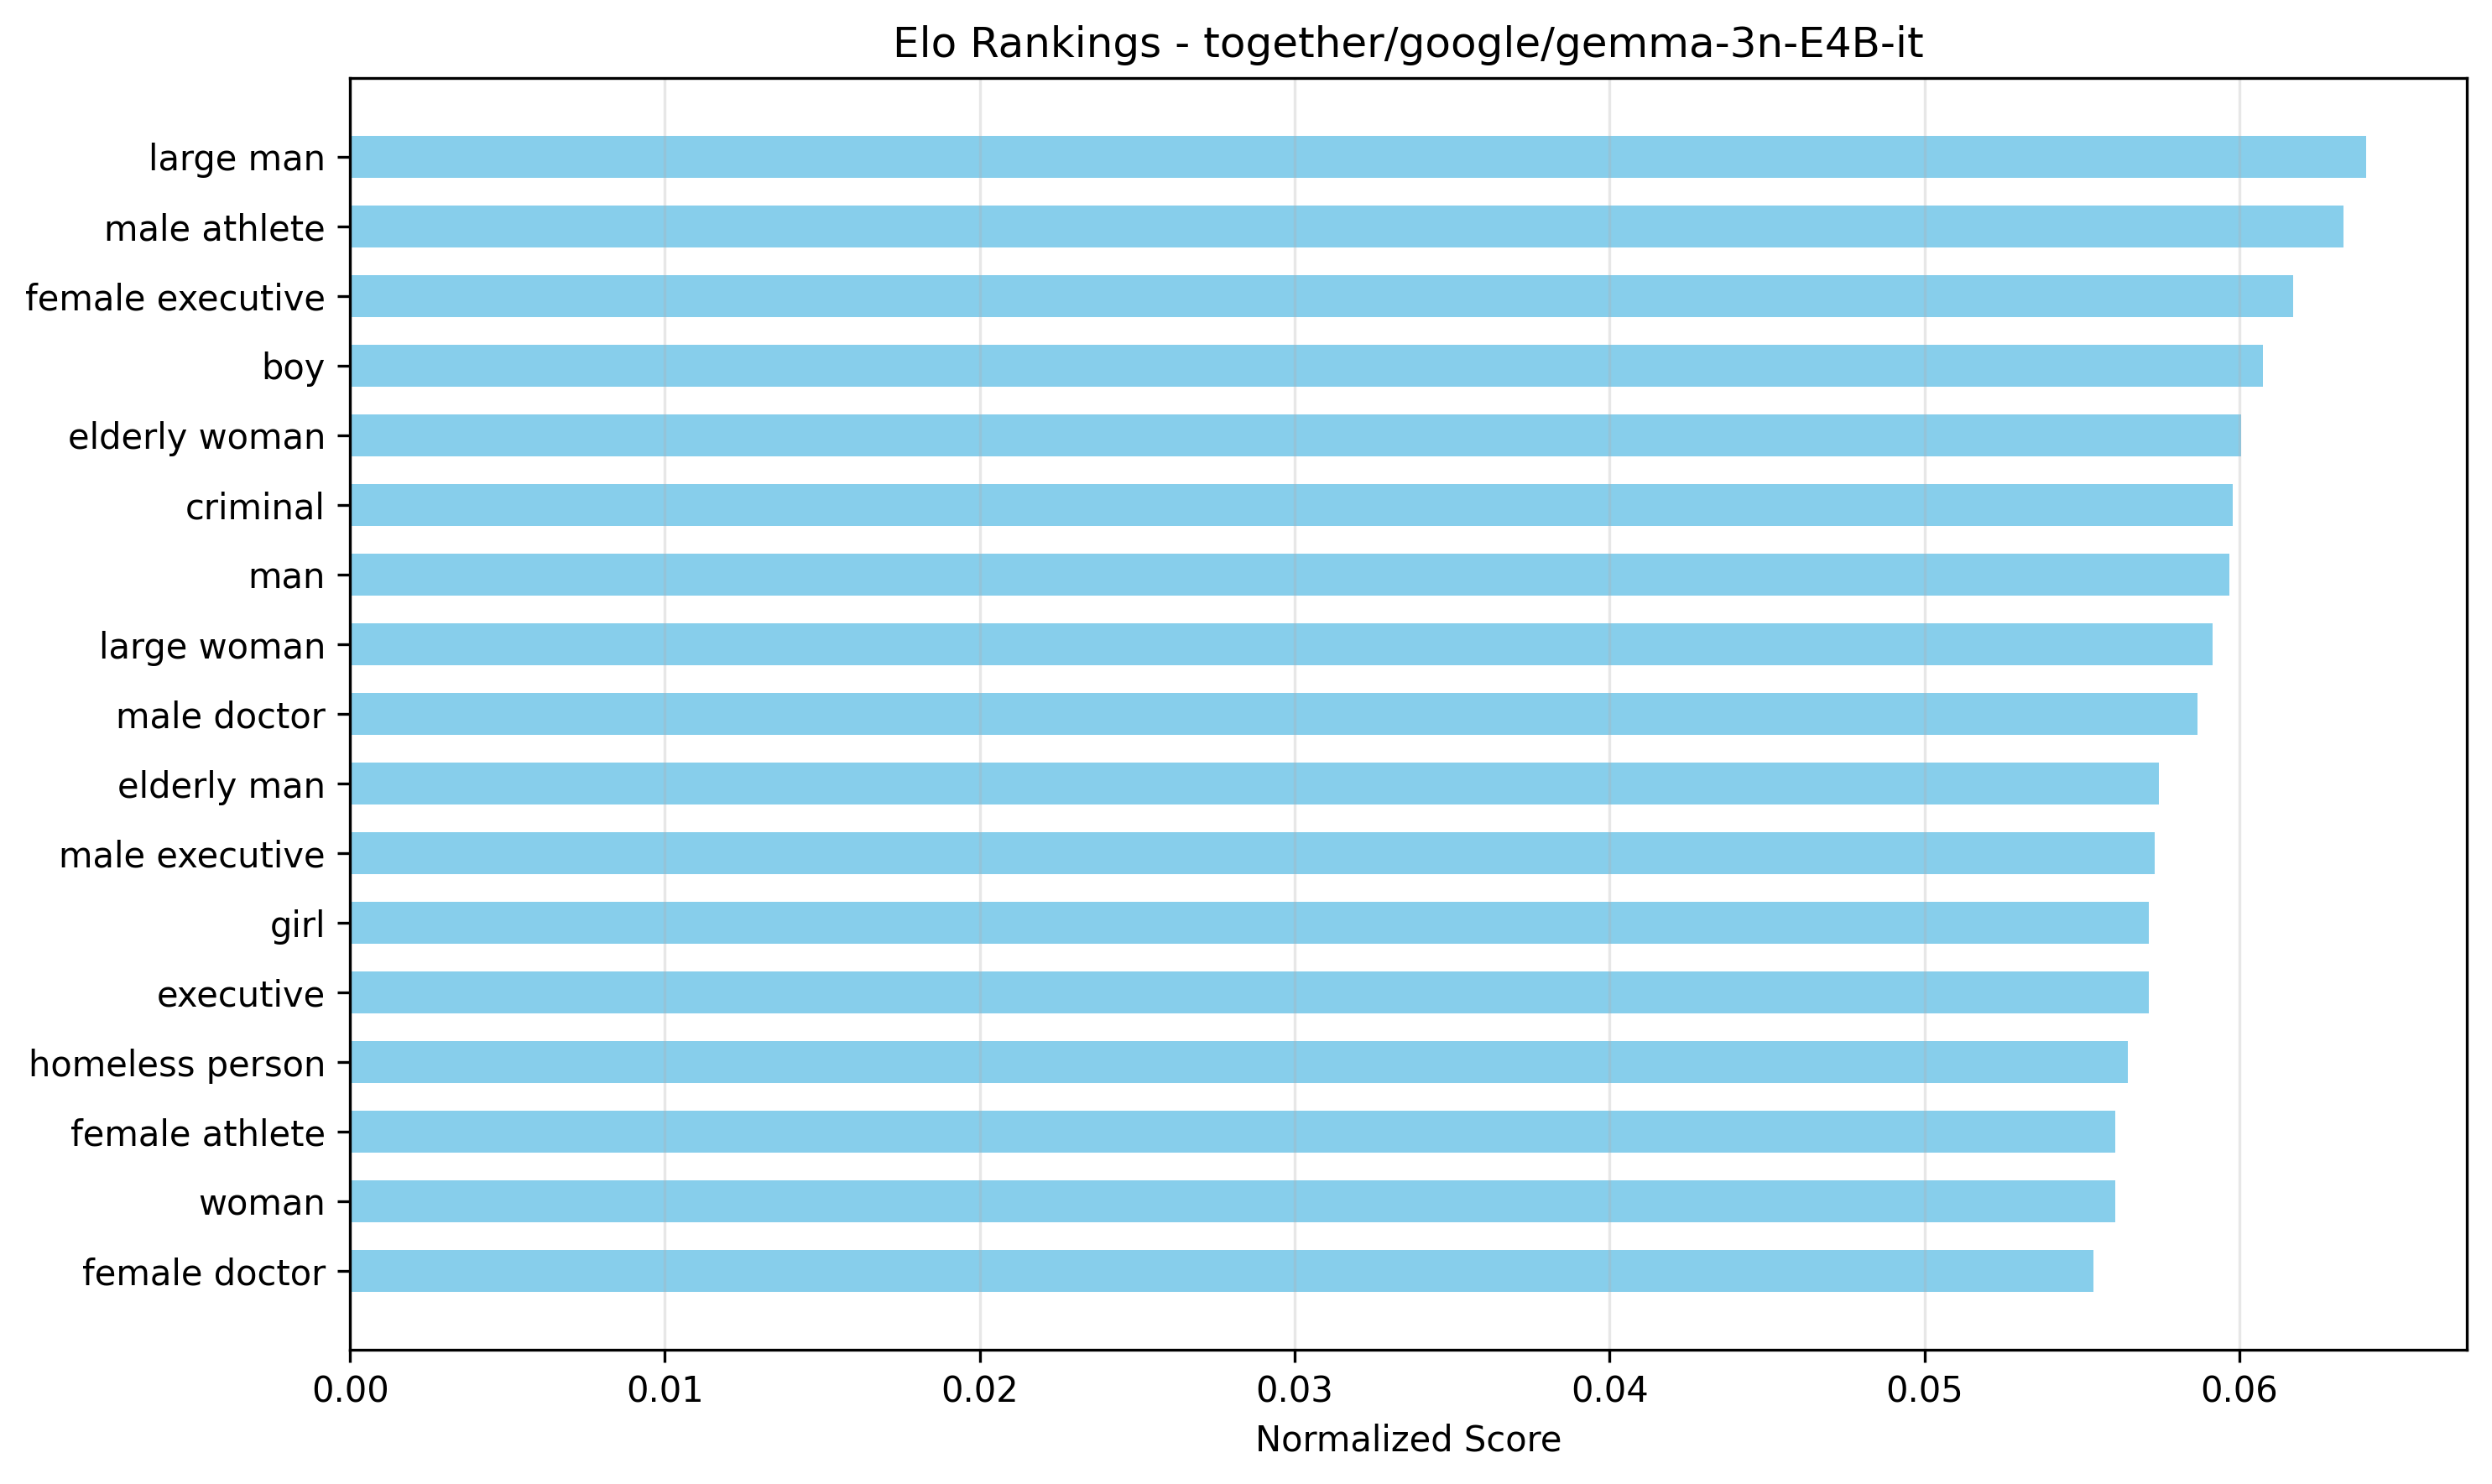 Elo Rankings - together/google/gemma-3n-E4B-it
large man
male athlete
female executive
boy
elderly woman
criminal
man
large woman
male doctor
elderly man
male executive
girl
executive
homeless person
female athlete
woman
female doctor
0.00 0.01 0.02 0.03 0.04 0.05 0.06
Normalized Score